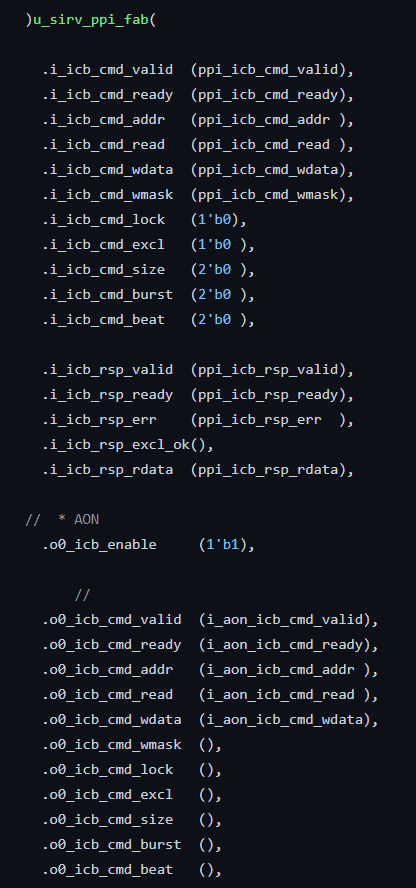 )u_sirv_ppi_fab(
.i_icb_cmd_valid  (ppi_icb_cmd_valid),
.i_icb_cmd_ready  (ppi_icb_cmd_ready),
.i_icb_cmd_addr   (ppi_icb_cmd_addr ),
.i_icb_cmd_read   (ppi_icb_cmd_read ),
.i_icb_cmd_wdata  (ppi_icb_cmd_wdata),
.i_icb_cmd_wmask  (ppi_icb_cmd_wmask),
.i_icb_cmd_lock   (1'b0),
.i_icb_cmd_excl   (1'b0 ),
.i_icb_cmd_size   (2'b0 ),
.i_icb_cmd_burst  (2'b0 ),
.i_icb_cmd_beat   (2'b0 ),
.i_icb_rsp_valid  (ppi_icb_rsp_valid),
.i_icb_rsp_ready  (ppi_icb_rsp_ready),
.i_icb_rsp_err    (ppi_icb_rsp_err  ),
.i_icb_rsp_excl_ok(),
.i_icb_rsp_rdata  (ppi_icb_rsp_rdata),
//  * AON
.o0_icb_enable     (1'b1),
//
.o0_icb_cmd_valid  (i_aon_icb_cmd_valid),
.o0_icb_cmd_ready  (i_aon_icb_cmd_ready),
.o0_icb_cmd_addr   (i_aon_icb_cmd_addr ),
.o0_icb_cmd_read   (i_aon_icb_cmd_read ),
.o0_icb_cmd_wdata  (i_aon_icb_cmd_wdata),
.o0_icb_cmd_wmask  (),
.o0_icb_cmd_lock   (),
.o0_icb_cmd_excl   (),
.o0_icb_cmd_size   (),
.o0_icb_cmd_burst  (),
.o0_icb_cmd_beat   (),